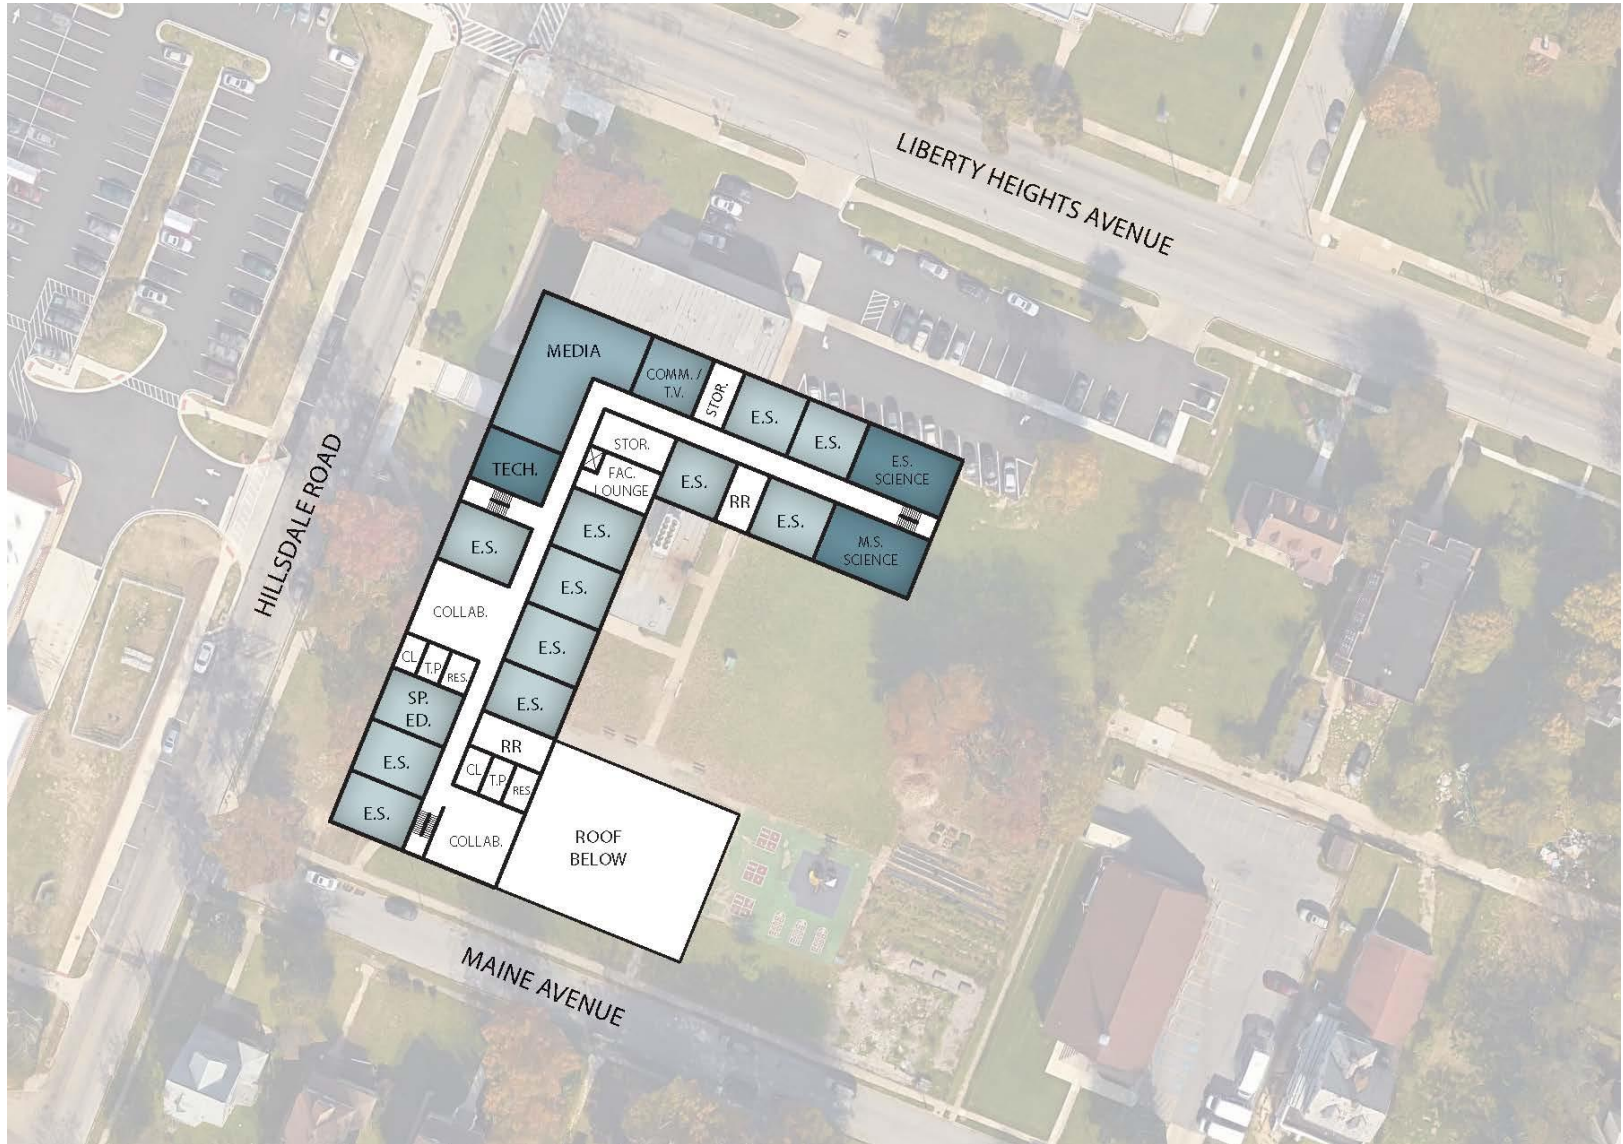 LIBERTY HEIGHTS AVENUE
HILLSDALE ROAD
MEDIA
COMM. /
T.V.
STOR.
E.S.
E.S.
E.S.
SCIENCE
TECH.
STOR.
FAC.
LOUNGE
E.S.
RR
E.S.
M.S.
SCIENCE
E.S.
E.S.
E.S.
COLLAB.
E.S.
CL
T.P
RES.
SP.
ED.
E.S.
E.S.
RR
E.S.
CL
T.P
RES.
E.S.
COLLAB.
ROOF
BELOW
MAINE AVENUE